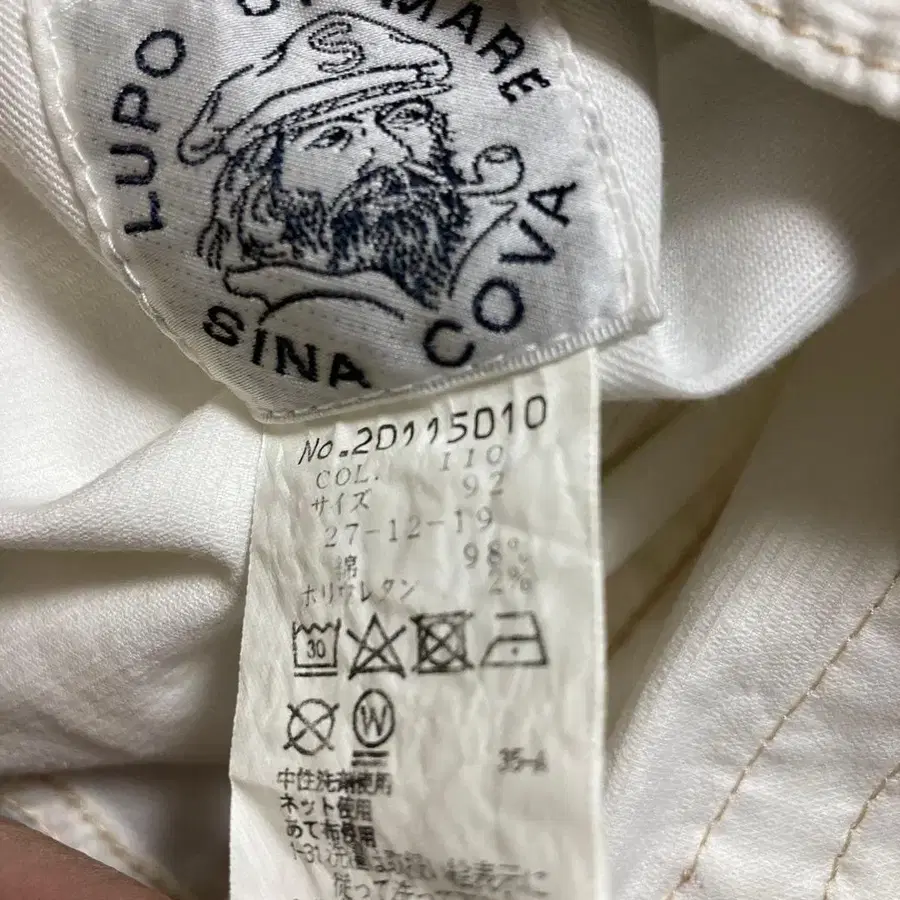 LUPO DI MARE
S
SINA COVA
No.2D115010
COL. 110
サイズ 92
27-12-19
綿 98%
ポリウレタン 2%
30
W
35-A
中性洗剤使用
ネット使用
あて布使用